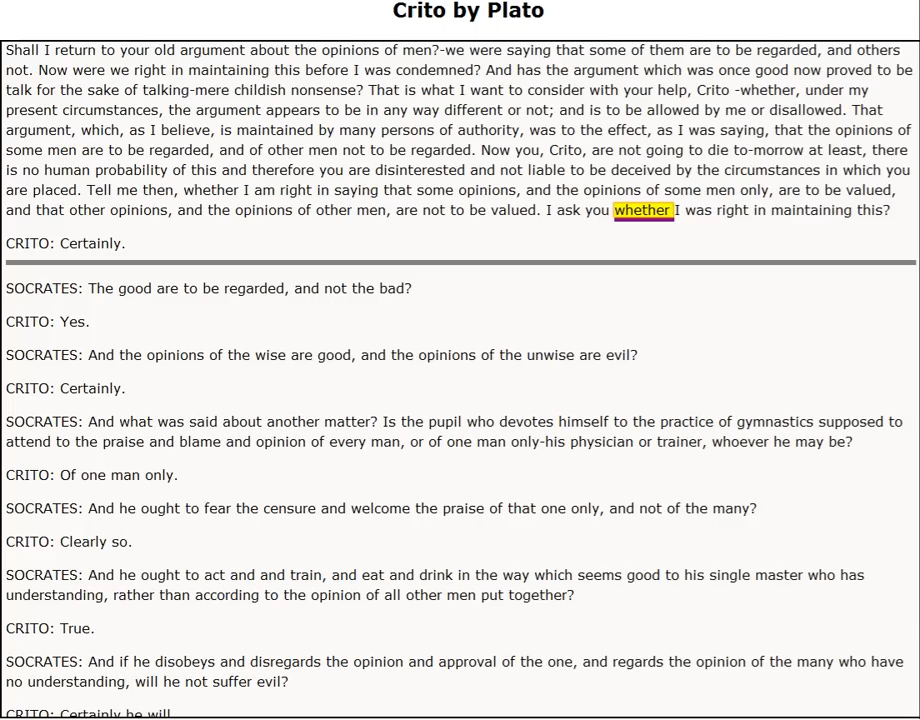 Crito by Plato
Shall I return to your old argument about the opinions of men?-we were saying that some of them are to be regarded, and others
not. Now were we right in maintaining this before I was condemned? And has the argument which was once good now proved to be
talk for the sake of talking-mere childish nonsense? That is what I want to consider with your help, Crito -whether, under my
present circumstances, the argument appears to be in any way different or not; and is to be allowed by me or disallowed. That
argument, which, as I believe, is maintained by many persons of authority, was to the effect, as I was saying, that the opinions of
some men are to be regarded, and of other men not to be regarded. Now you, Crito, are not going to die to-morrow at least, there
is no human probability of this and therefore you are disinterested and not liable to be deceived by the circumstances in which you
are placed. Tell me then, whether I am right in saying that some opinions, and the opinions of some men only, are to be valued,
and that other opinions, and the opinions of other men, are not to be valued. I ask you whether I was right in maintaining this?
CRITO: Certainly.
SOCRATES: The good are to be regarded, and not the bad?
CRITO: Yes.
SOCRATES: And the opinions of the wise are good, and the opinions of the unwise are evil?
CRITO: Certainly.
SOCRATES: And what was said about another matter? Is the pupil who devotes himself to the practice of gymnastics supposed to
attend to the praise and blame and opinion of every man, or of one man only-his physician or trainer, whoever he may be?
CRITO: Of one man only.
SOCRATES: And he ought to fear the censure and welcome the praise of that one only, and not of the many?
CRITO: Clearly so.
SOCRATES: And he ought to act and and train, and eat and drink in the way which seems good to his single master who has
understanding, rather than according to the opinion of all other men put together?
CRITO: True.
SOCRATES: And if he disobeys and disregards the opinion and approval of the one, and regards the opinion of the many who have
no understanding, will he not suffer evil?
CRITO: Certainly he will